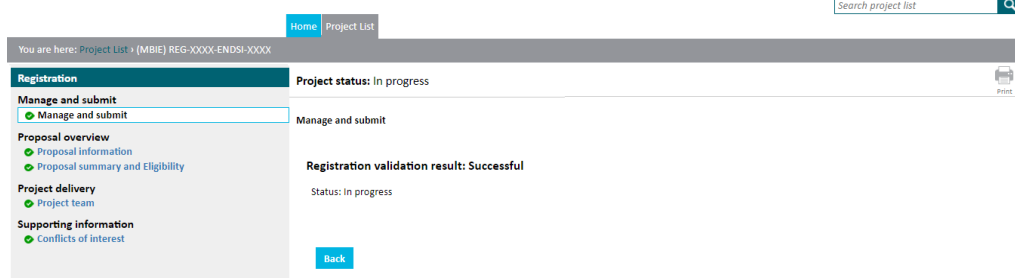 Search project list
Home Project List
You are here: Project List › (MBIE) REG-XXXX-ENDSI-XXXX
Registration
Manage and submit
Manage and submit
Proposal overview
Proposal information
Proposal summary and Eligibility
Project delivery
Project team
Supporting information
Conflicts of interest
Project status: In progress
Print
Manage and submit
Registration validation result: Successful
Status: In progress
Back